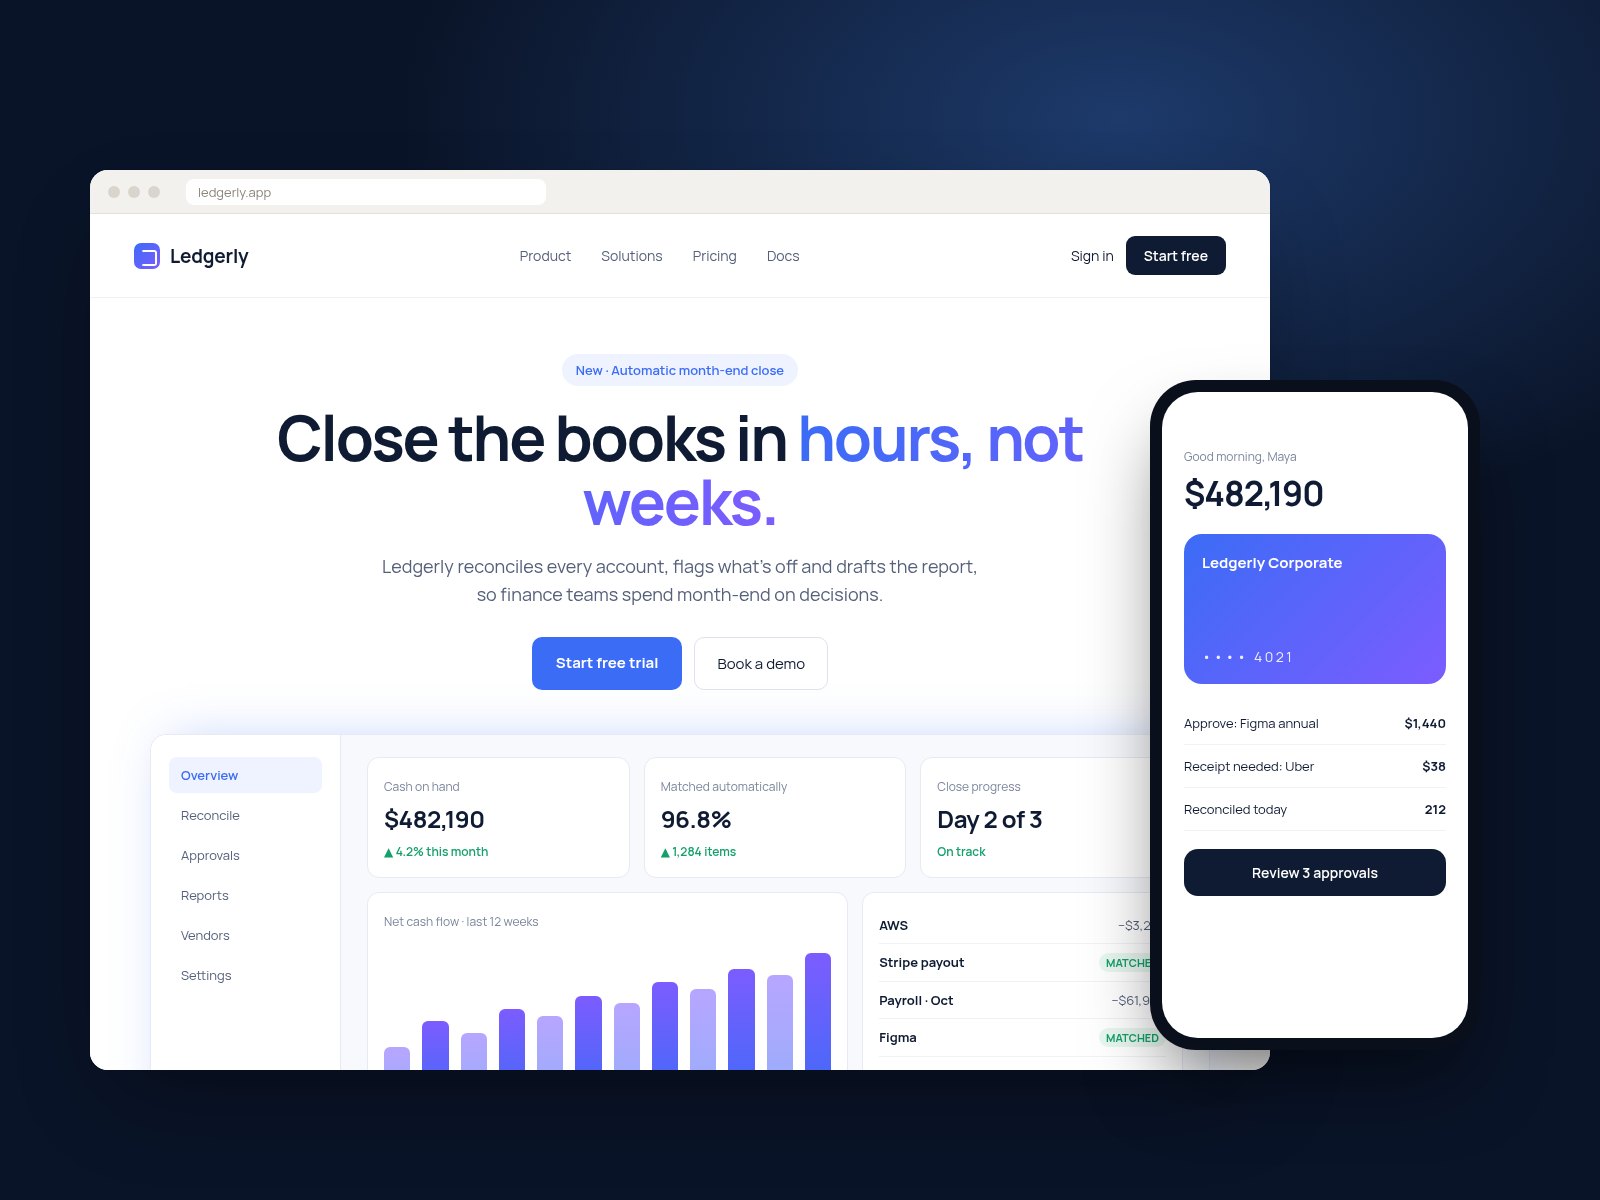 ledgerly.app
Ledgerly
Product Solutions Pricing Docs
Sign in
Start free
New · Automatic month-end close
Close the books in hours, not
weeks.
Ledgerly reconciles every account, flags what's off and drafts the report,
so finance teams spend month-end on decisions.
Start free trial
Book a demo
Overview
Reconcile
Approvals
Reports
Vendors
Settings
Cash on hand
$482,190
▲ 4.2% this month
Matched automatically
96.8%
▲ 1,284 items
Close progress
Day 2 of 3
On track
Net cash flow · last 12 weeks
AWS
Stripe payout
Payroll · Oct
Figma MATCHED
Good morning, Maya
$482,190
Ledgerly Corporate
• • • • 4021
Approve: Figma annual $1,440
Receipt needed: Uber $38
Reconciled today 212
Review 3 approvals